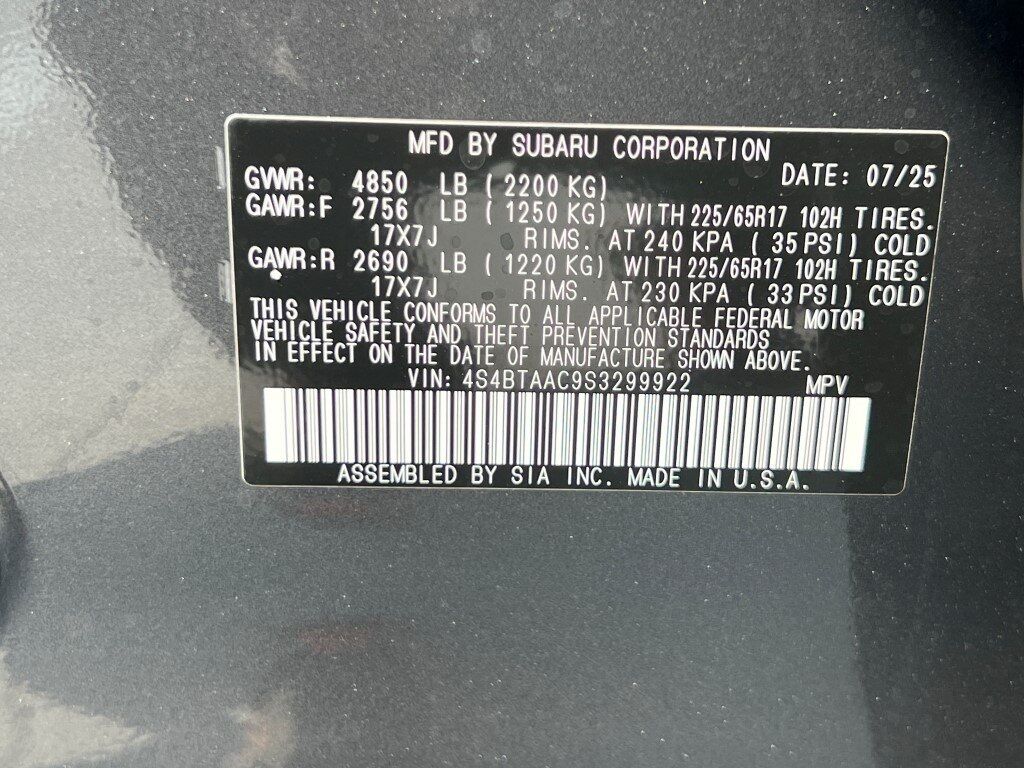 MFD BY SUBARU CORPORATION
DATE: 07/25
GVWR: 4850 LB ( 2200 KG)
GAWR:F 2756 LB ( 1250 KG) WITH 225/65R17 102H TIRES.
17X7J RIMS. AT 240 KPA ( 35 PSI) COLD
GAWR:R 2690 LB ( 1220 KG) WITH 225/65R17 102H TIRES.
17X7J RIMS. AT 230 KPA ( 33 PSI) COLD
THIS VEHICLE CONFORMS TO ALL APPLICABLE FEDERAL MOTOR
VEHICLE SAFETY AND THEFT PREVENTION STANDARDS
IN EFFECT ON THE DATE OF MANUFACTURE SHOWN ABOVE.
VIN: 4S4BTAAC9S3299922 MPV
ASSEMBLED BY SIA INC. MADE IN U.S.A.